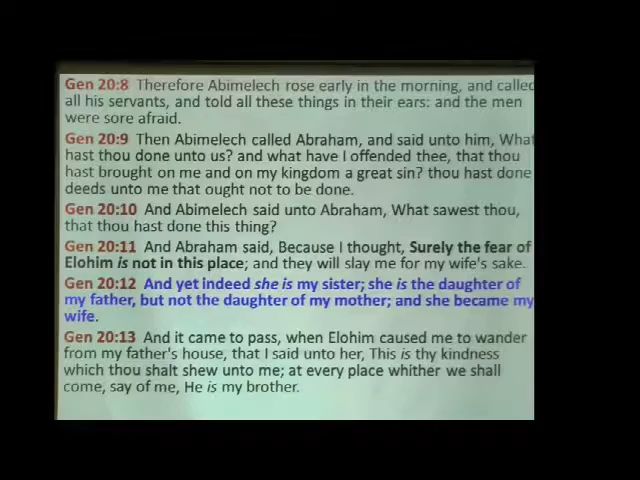 Gen 20:8 Therefore Abimelech rose early in the morning, and called
all his servants, and told all these things in their ears: and the men
were sore afraid.
Gen 20:9 Then Abimelech called Abraham, and said unto him, What
hast thou done unto us? and what have I offended thee, that thou
hast brought on me and on my kingdom a great sin? thou hast done
deeds unto me that ought not to be done.
Gen 20:10 And Abimelech said unto Abraham, What sawest thou,
that thou hast done this thing?
Gen 20:11 And Abraham said, Because I thought, Surely the fear of
Elohim is not in this place; and they will slay me for my wife's sake.
Gen 20:12 And yet indeed she is my sister; she is the daughter of
my father, but not the daughter of my mother; and she became my
wife.
Gen 20:13 And it came to pass, when Elohim caused me to wander
from my father's house, that I said unto her, This is thy kindness
which thou shalt shew unto me; at every place whither we shall
come, say of me, He is my brother.